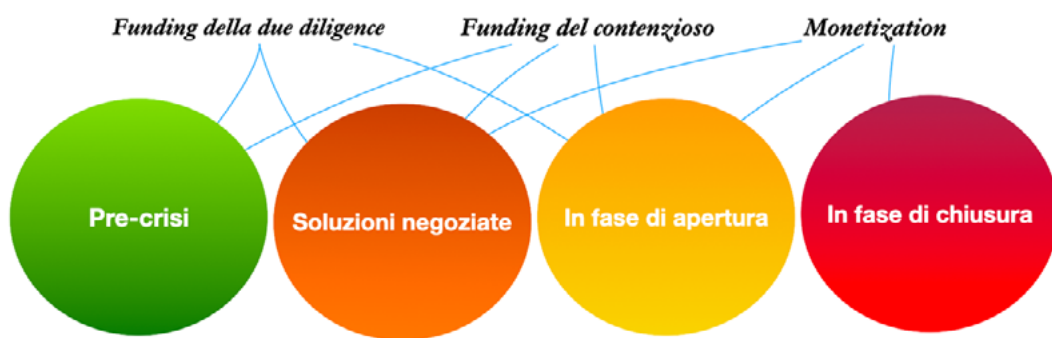 Funding della due diligence
Funding del contenzioso
Monetization
Pre-crisi
Soluzioni negoziate
In fase di apertura
In fase di chiusura